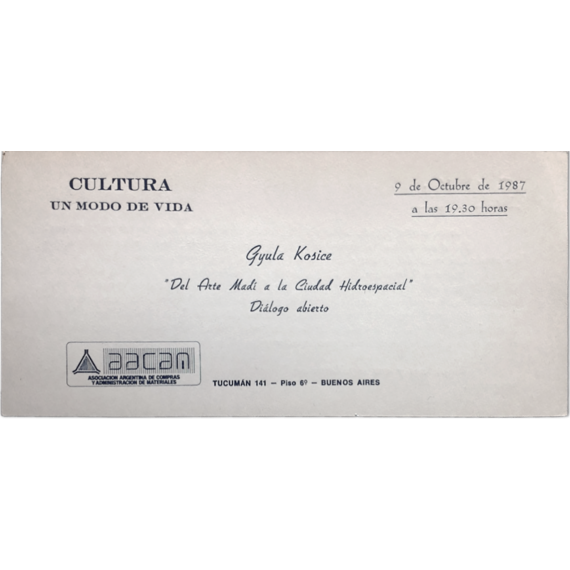 CULTURA
UN MODO DE VIDA
9 de Octubre de 1987
a las 19.30 horas
Gyula Kosice
"Del Arte Madí a la Ciudad Hidroespacial"
Diálogo abierto
aacam
ASOCIACION ARGENTINA DE COMPRAS
Y ADMINISTRACION DE MATERIALES
TUCUMÁN 141 — Piso 6º — BUENOS AIRES